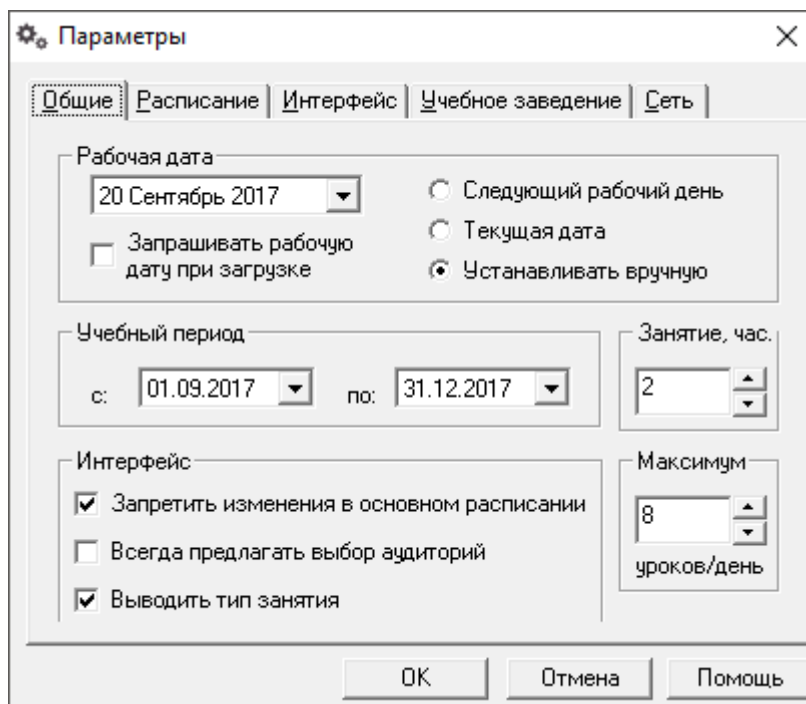 Параметры
Общие Расписание Интерфейс Учебное заведение Сеть
Рабочая дата
20 Сентябрь 2017
Запрашивать рабочую
дату при загрузке
Следующий рабочий день
Текущая дата
Устанавливать вручную
Учебный период
с: 01.09.2017 по: 31.12.2017
Занятие, час.
2
Интерфейс
Запретить изменения в основном расписании
Всегда предлагать выбор аудиторий
Выводить тип занятия
Максимум
8
уроков/день
ОК Отмена Помощь